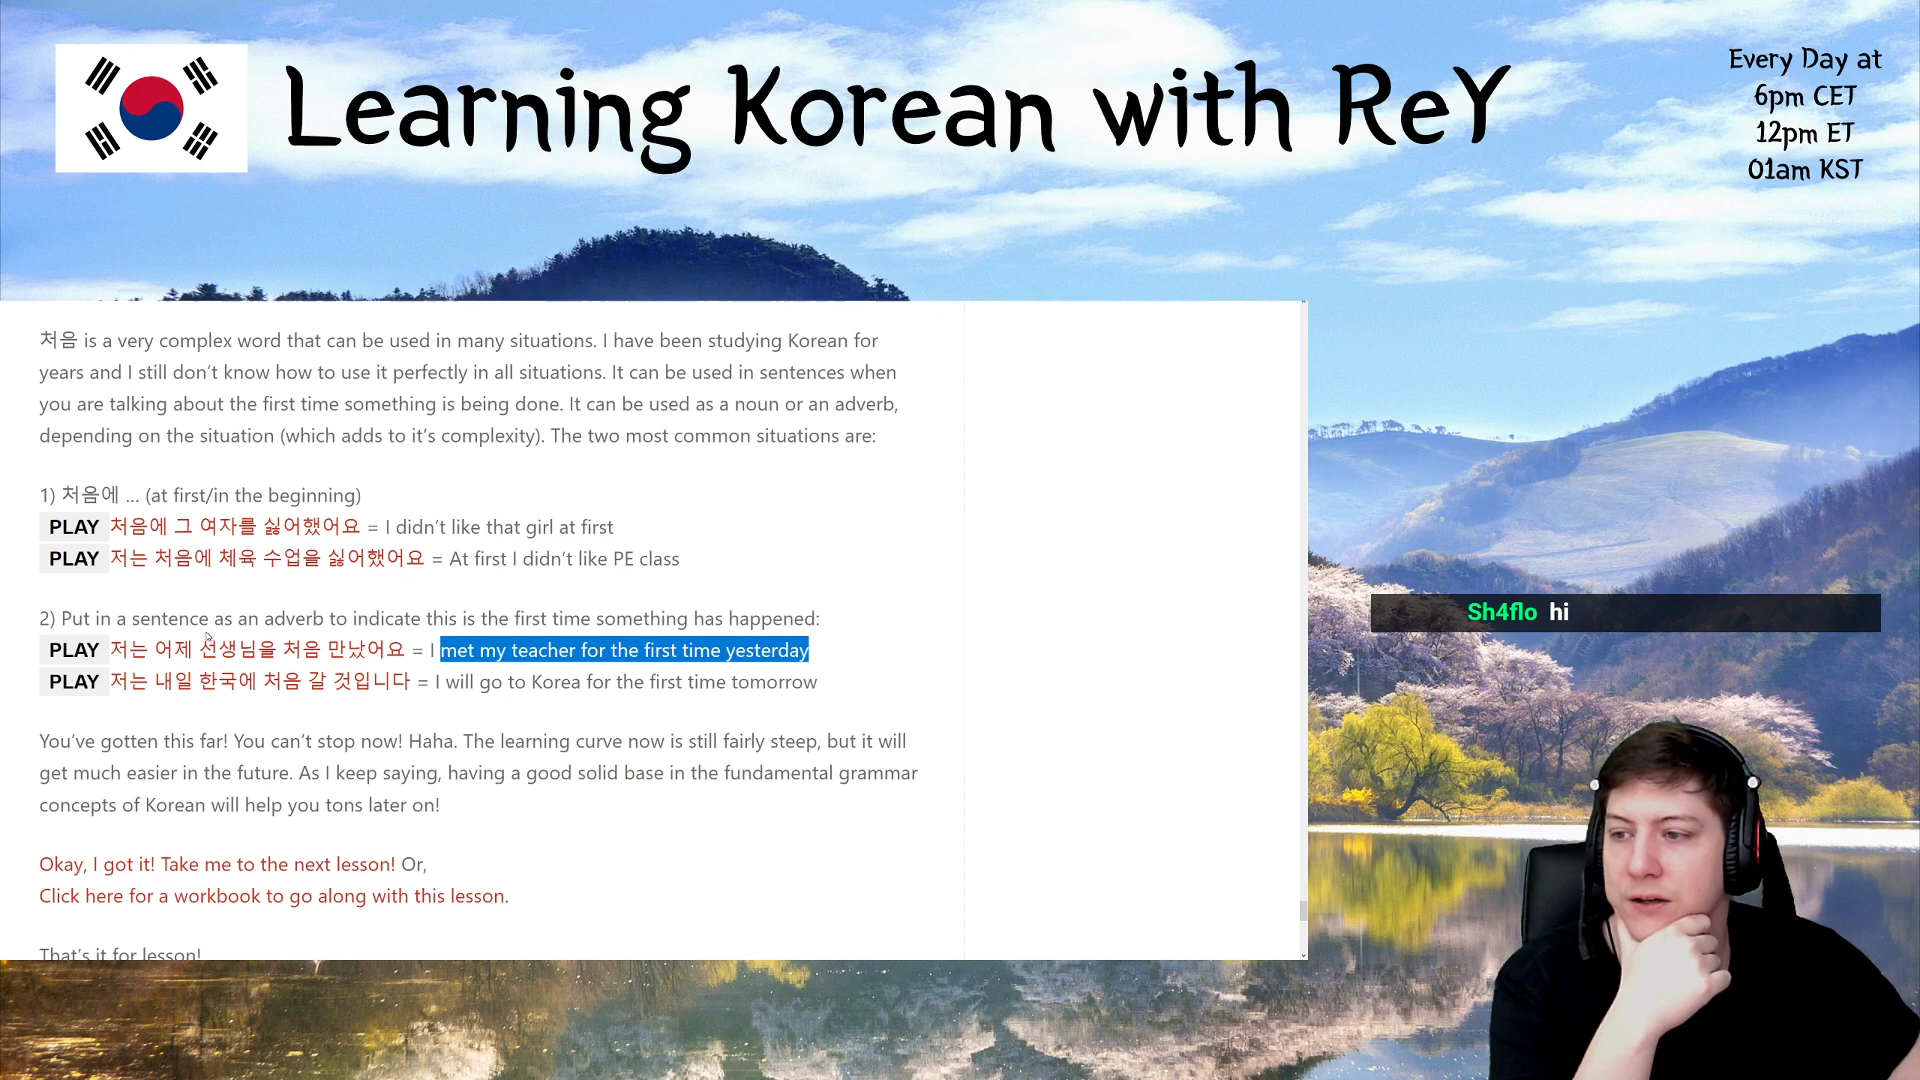 Learning Korean with ReY
Every Day at
6pm CET
12pm ET
01am KST
처음 is a very complex word that can be used in many situations. I have been studying Korean for
years and I still don’t know how to use it perfectly in all situations. It can be used in sentences when
you are talking about the first time something is being done. It can be used as a noun or an adverb,
depending on the situation (which adds to it’s complexity). The two most common situations are:
1) 처음에 … (at first/in the beginning)
PLAY 처음에 그 여자를 싫어했어요 = I didn’t like that girl at first
PLAY 저는 처음에 체육 수업을 싫어했어요 = At first I didn’t like PE class
2) Put in a sentence as an adverb to indicate this is the first time something has happened:
PLAY 저는 어제 선생님을 처음 만났어요 = I met my teacher for the first time yesterday
PLAY 저는 내일 한국에 처음 갈 것입니다 = I will go to Korea for the first time tomorrow
You’ve gotten this far! You can’t stop now! Haha. The learning curve now is still fairly steep, but it will
get much easier in the future. As I keep saying, having a good solid base in the fundamental grammar
concepts of Korean will help you tons later on!
Okay, I got it! Take me to the next lesson! Or,
Click here for a workbook to go along with this lesson.
That’s it for lesson!
Sh4flo hi